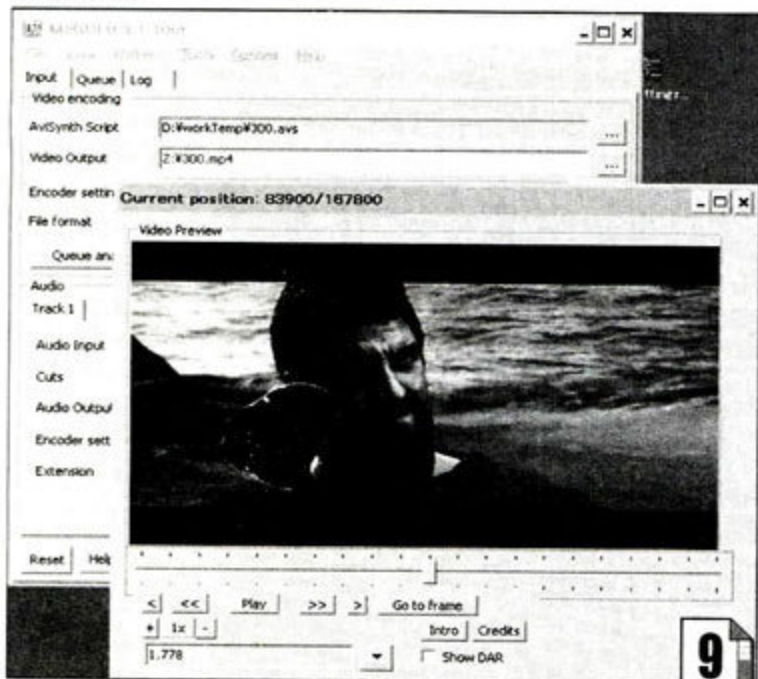 Input Queue Log
Video encoding
AviSynth Script D:¥workTemp¥300.avs ...
Video Output Z:¥300.mp4 ...
Encoder settin
File format
Current position: 83900/167800
Video Preview
Queue ana
Audio
Track 1
Audio Input
Cuts
Audio Output
Encoder sett
Extension
Reset Help
< << Play >> > Go to frame
+ 1x - Intro Credits
1.778 Show DAR
9